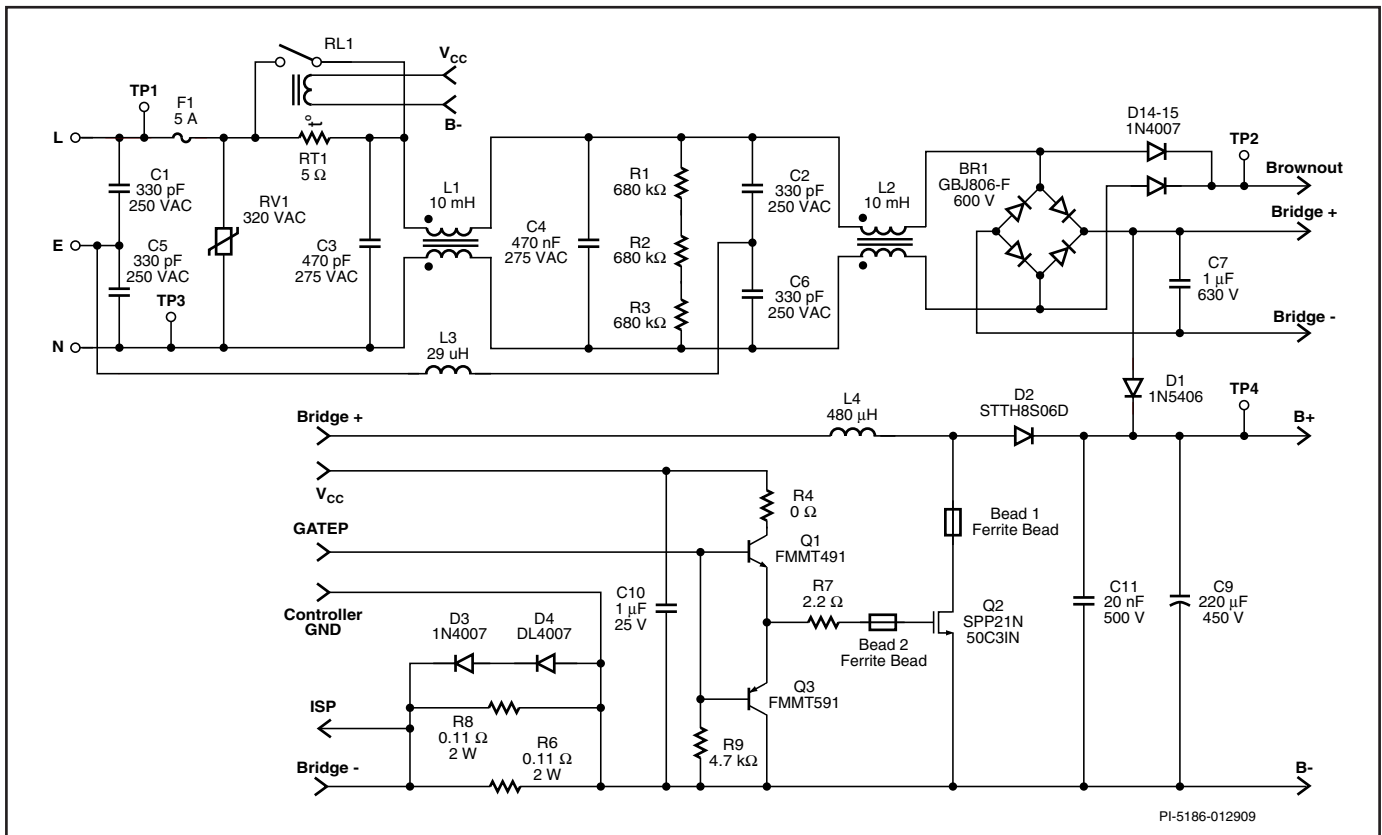 RL1
VCC
B-
TP1
F1
5 A
L
t°
RT1
5 Ω
C1
330 pF
250 VAC
RV1
320 VAC
E
C5
330 pF
250 VAC
TP3
C3
470 pF
275 VAC
N
L1
10 mH
L3
29 uH
C4
470 nF
275 VAC
R1
680 kΩ
R2
680 kΩ
R3
680 kΩ
C2
330 pF
250 VAC
C6
330 pF
250 VAC
L2
10 mH
BR1
GBJ806-F
600 V
D14-15
1N4007
TP2
Brownout
Bridge +
C7
1 μF
630 V
Bridge -
D1
1N5406
TP4
B+
Bridge +
L4
480 μH
D2
STTH8S06D
VCC
GATEP
Controller
GND
R4
0 Ω
Q1
FMMT491
C10
1 μF
25 V
R7
2.2 Ω
Bead 1
Ferrite Bead
Bead 2
Ferrite Bead
Q2
SPP21N
50C3IN
C11
20 nF
500 V
C9
220 μF
450 V
D3
1N4007
D4
DL4007
Q3
FMMT591
ISP
R8
0.11 Ω
2 W
R6
0.11 Ω
2 W
R9
4.7 kΩ
Bridge -
B-
PI-5186-012909